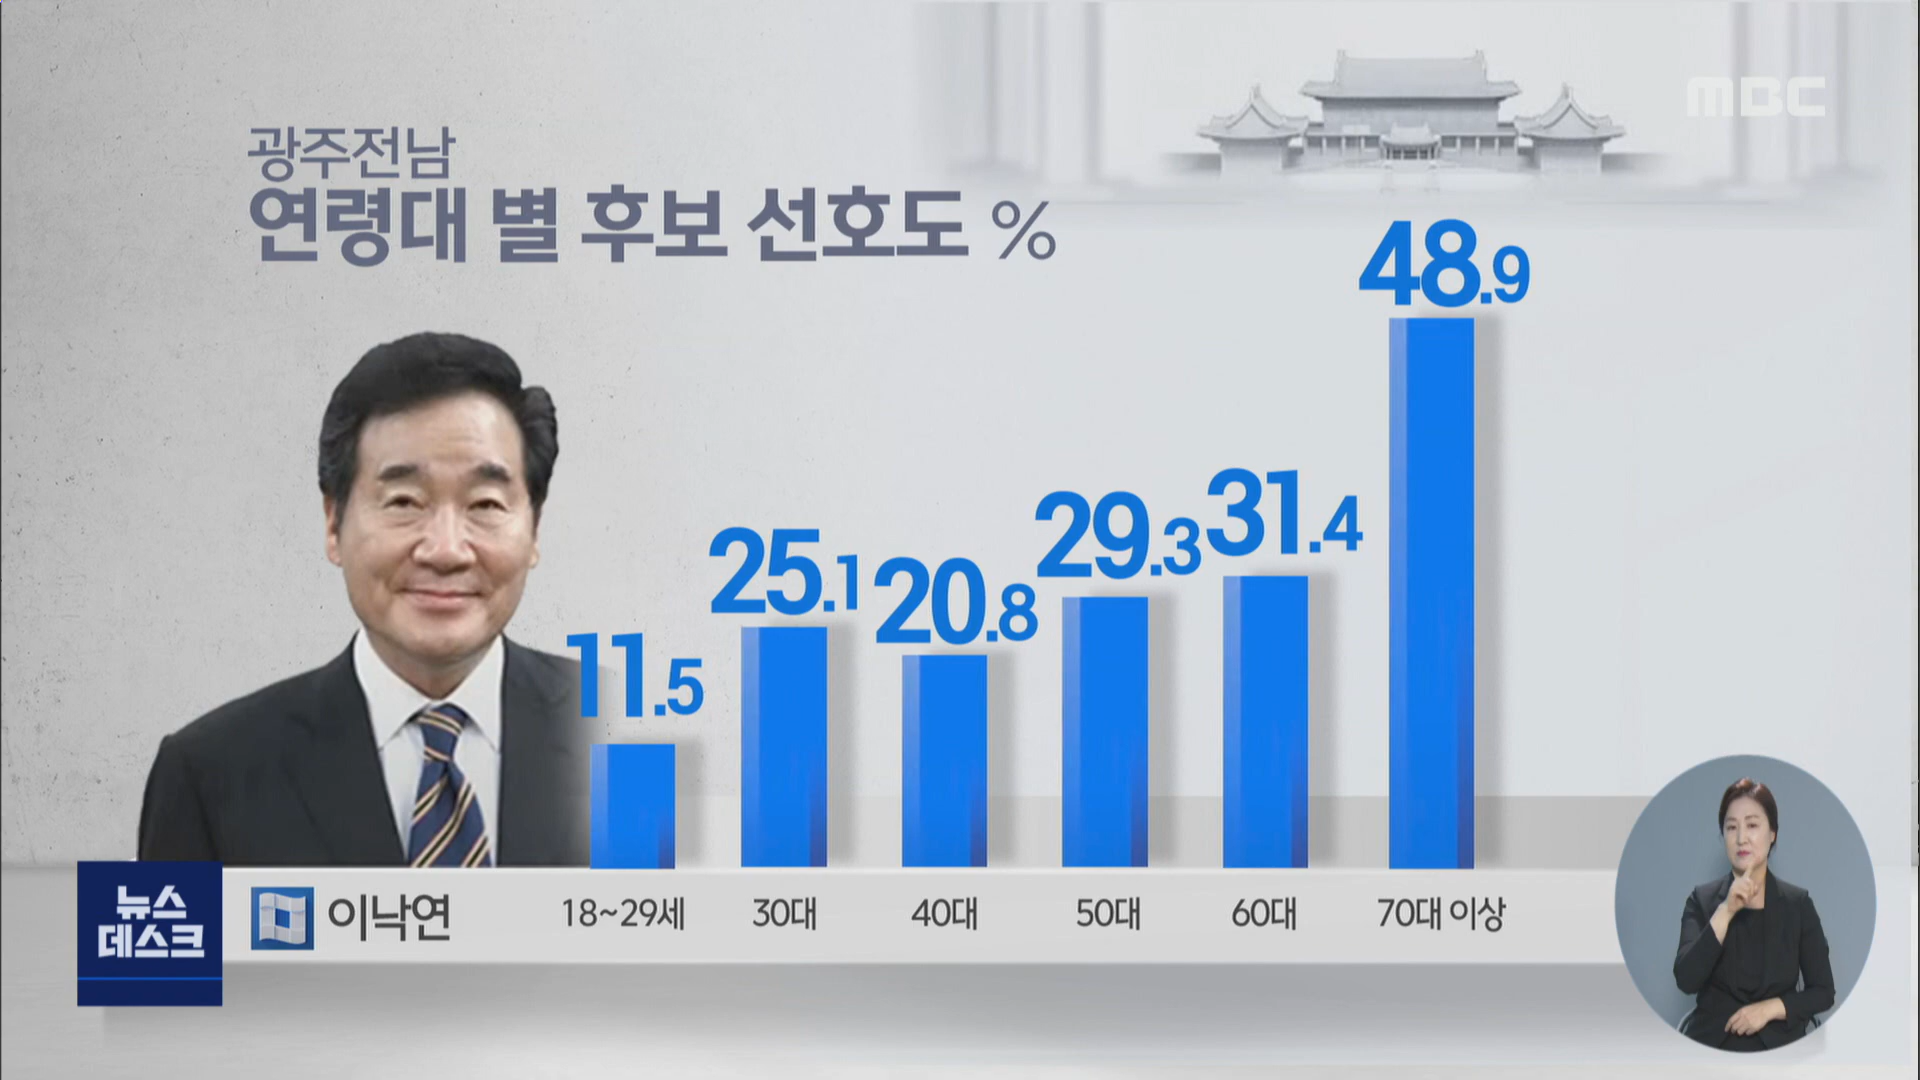 MBC
광주전남
연령대 별 후보 선호도 %
11.5
25.1
20.8
29.3
31.4
48.9
뉴스
데스크
이낙연
18~29세
30대
40대
50대
60대
70대 이상